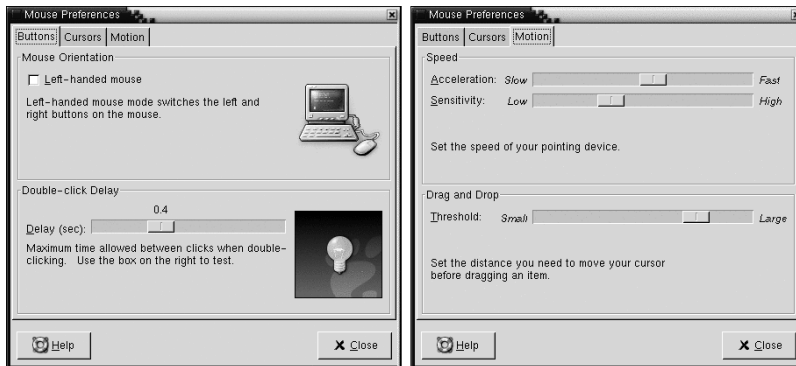 Mouse Preferences
Buttons Cursors Motion
Mouse Orientation
Left-handed mouse
Left-handed mouse mode switches the left and
right buttons on the mouse.
Double-click Delay
0.4
Delay (sec):
Maximum time allowed between clicks when double-
clicking. Use the box on the right to test.
Help Close
Mouse Preferences
Buttons Cursors Motion
Speed
Acceleration: Slow Fast
Sensitivity: Low High
Set the speed of your pointing device.
Drag and Drop
Threshold: Small Large
Set the distance you need to move your cursor
before dragging an item.
Help Close